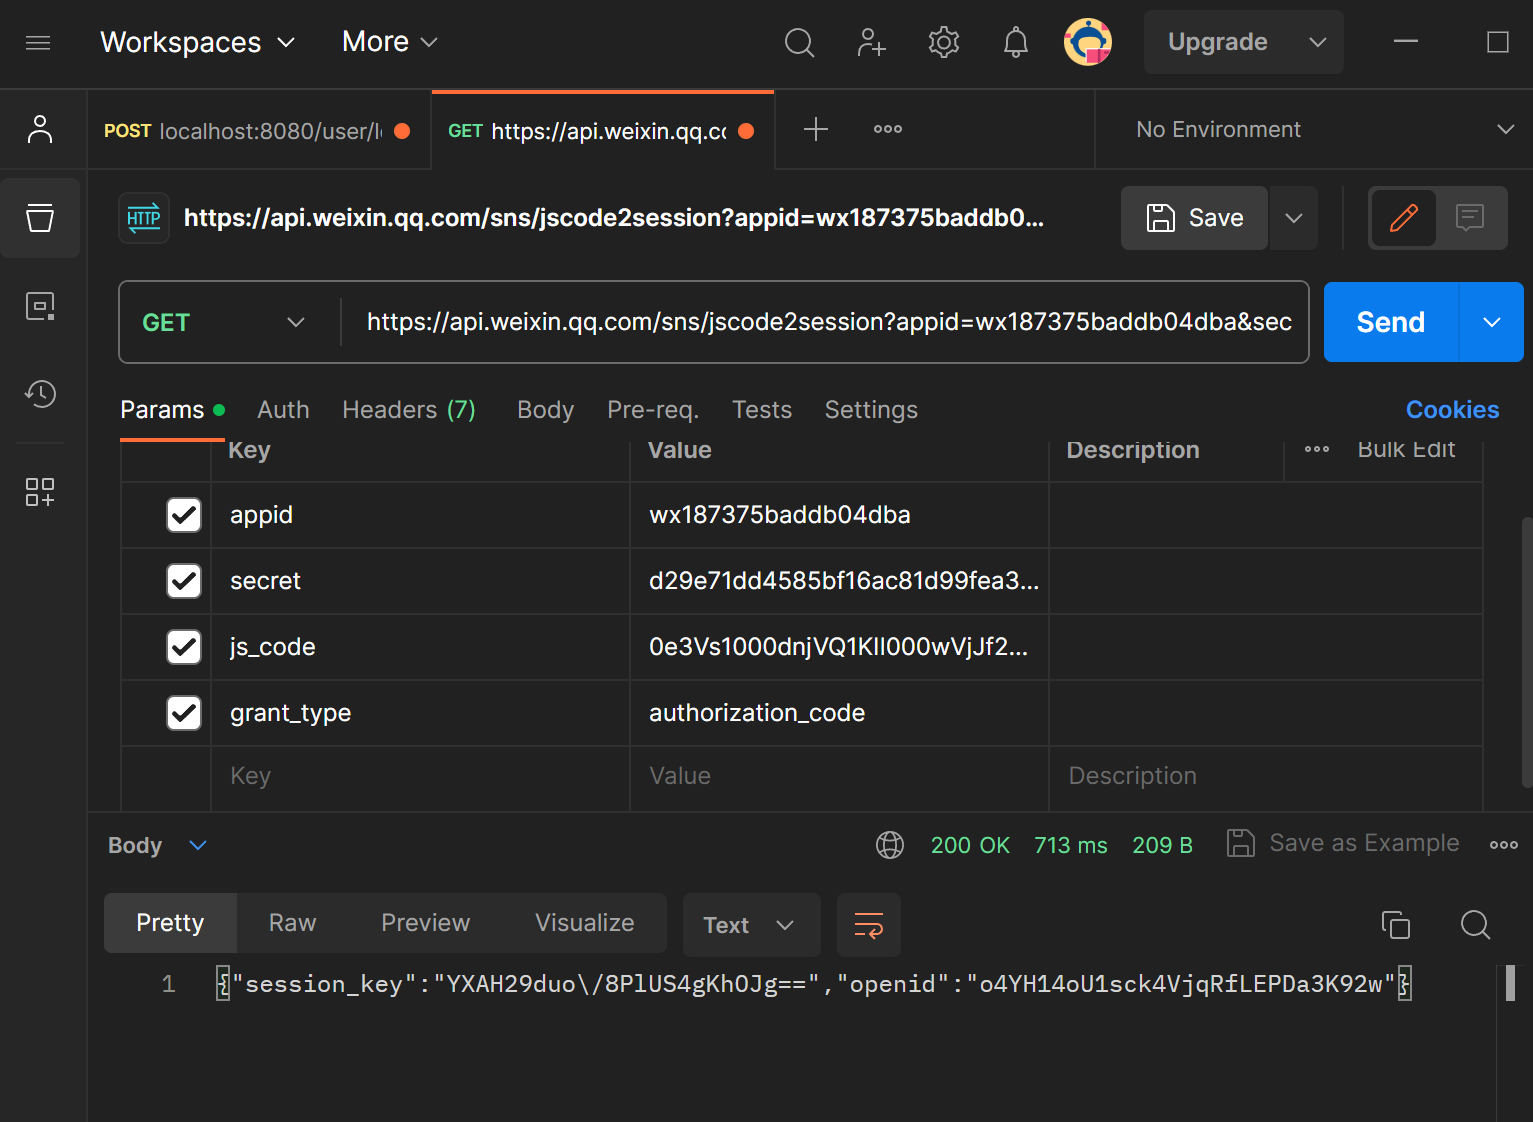 Workspaces
More
Upgrade
POST localhost:8080/user/l
GET https://api.weixin.qq.cc
No Environment
HTTP
https://api.weixin.qq.com/sns/jscode2session?appid=wx187375baddb0...
Save
GET
https://api.weixin.qq.com/sns/jscode2session?appid=wx187375baddb04dba&sec
Send
Params
Auth
Headers (7)
Body
Pre-req.
Tests
Settings
Cookies
Key
Value
Description
Bulk Edit
appid
wx187375baddb04dba
secret
d29e71dd4585bf16ac81d99fea3...
js_code
0e3Vs1000dnjVQ1KIl000wVjJf2...
grant_type
authorization_code
Key
Value
Description
Body
200 OK
713 ms
209 B
Save as Example
Pretty
Raw
Preview
Visualize
Text
1
{"session_key":"YXAH29duo\/8PlUS4gKhOJg==","openid":"o4YH14oU1sck4VjqRfLEPDa3K92w"}